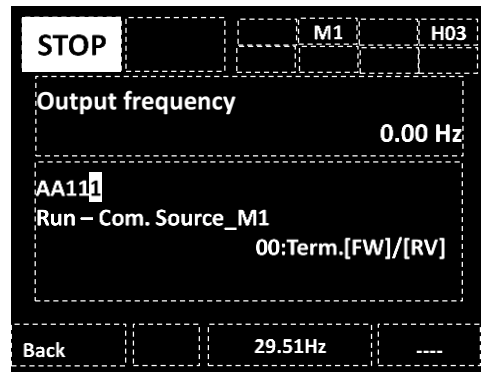 STOP M1 H03
Output frequency
0.00 Hz
AA111
Run – Com. Source_M1
00:Term.[FW]/[RV]
Back 29.51Hz ----